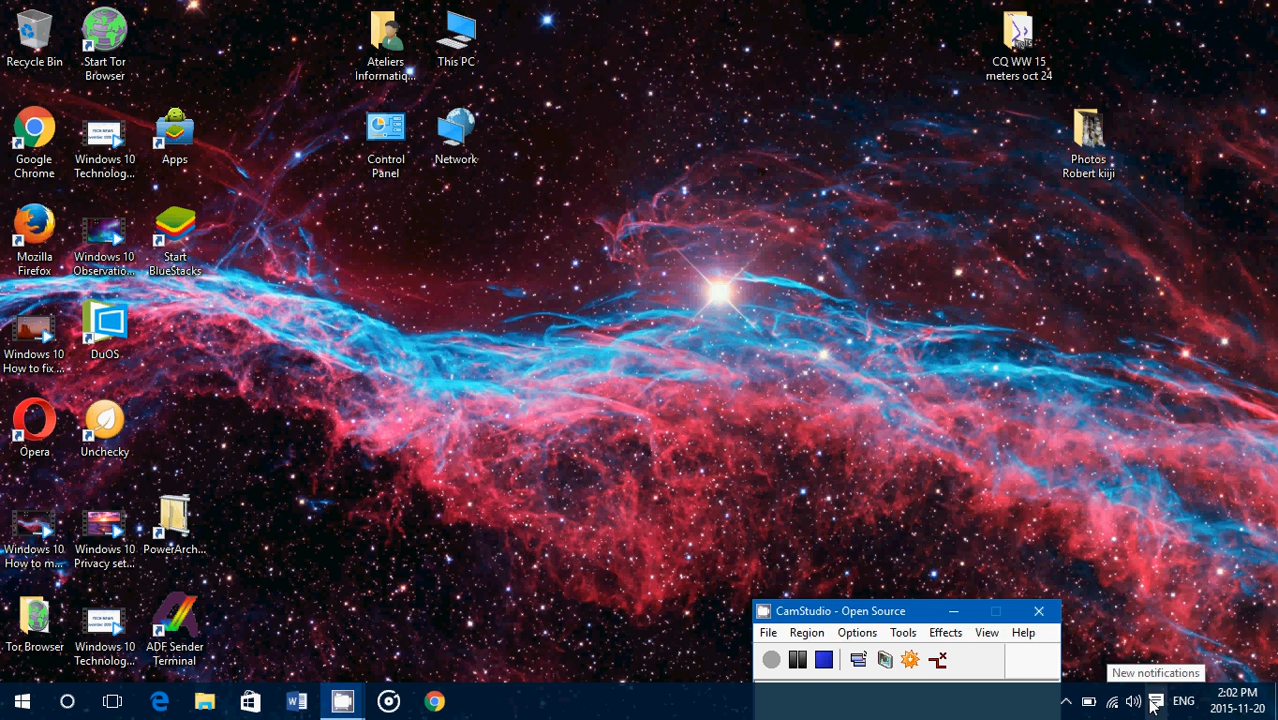 Recycle Bin
Start Tor
Browser
Ateliers
Informatiq...
This PC
CQ WW 15
meters oct 24
Google
Chrome
Windows 10
Technolog...
Apps
Control
Panel
Network
Photos
Robert kiiji
Mozilla
Firefox
Windows 10
Observatio...
Start
BlueStacks
Windows 10
How to fix ...
DuOS
Opera
Unchecky
Windows 10
How to m...
Windows 10
Privacy set...
PowerArch...
Tor Browser
Windows 10
Technolog...
ADF Sender
Terminal
CamStudio - Open Source
File Region Options Tools Effects View Help
New notifications
ENG
2:02 PM
2015-11-20